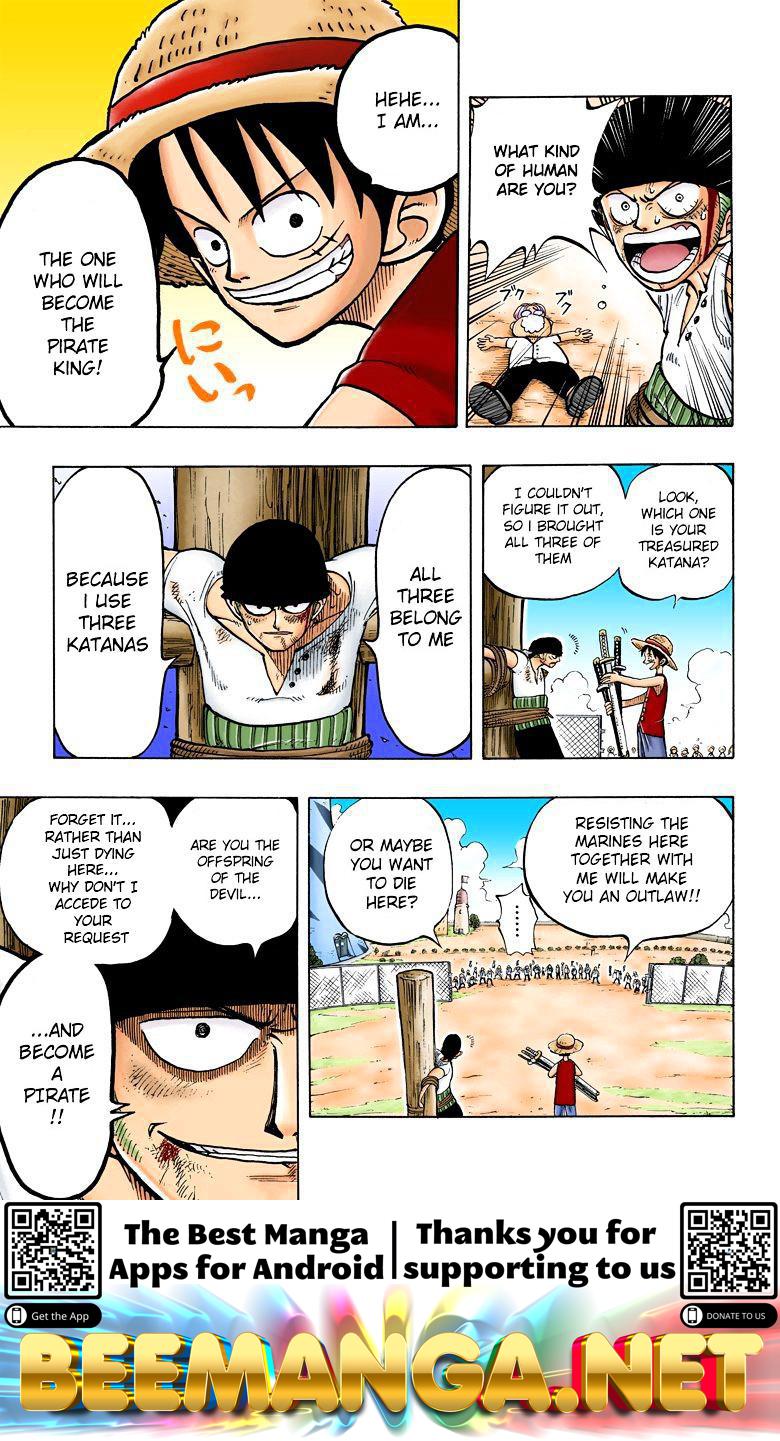 WHAT KIND
OF HUMAN
ARE YOU?
ブク
ブク
HEHE...
I AM...
THE ONE
WHO WILL
BECOME
THE
PIRATE
KING!
にいっ
LOOK,
WHICH ONE
IS YOUR
TREASURED
KATANA?
I COULDN'T
FIGURE IT OUT,
SO I BROUGHT
ALL THREE OF
THEM
ALL
THREE
BELONG
TO ME
BECAUSE
I USE
THREE
KATANAS
RESISTING THE
MARINES HERE
TOGETHER WITH
ME WILL MAKE
YOU AN OUTLAW!!
OR MAYBE
YOU WANT
TO DIE
HERE?
ARE YOU THE
OFFSPRING
OF THE
DEVIL...
FORGET IT...
RATHER THAN
JUST DYING
HERE...
WHY DON'T I
ACCEDE TO
YOUR
REQUEST
...AND
BECOME
A
PIRATE
!!
The Best Manga
Apps for Android
Thanks you for
supporting to us
Get the App
DONATE TO US
BEEMANGA.NET